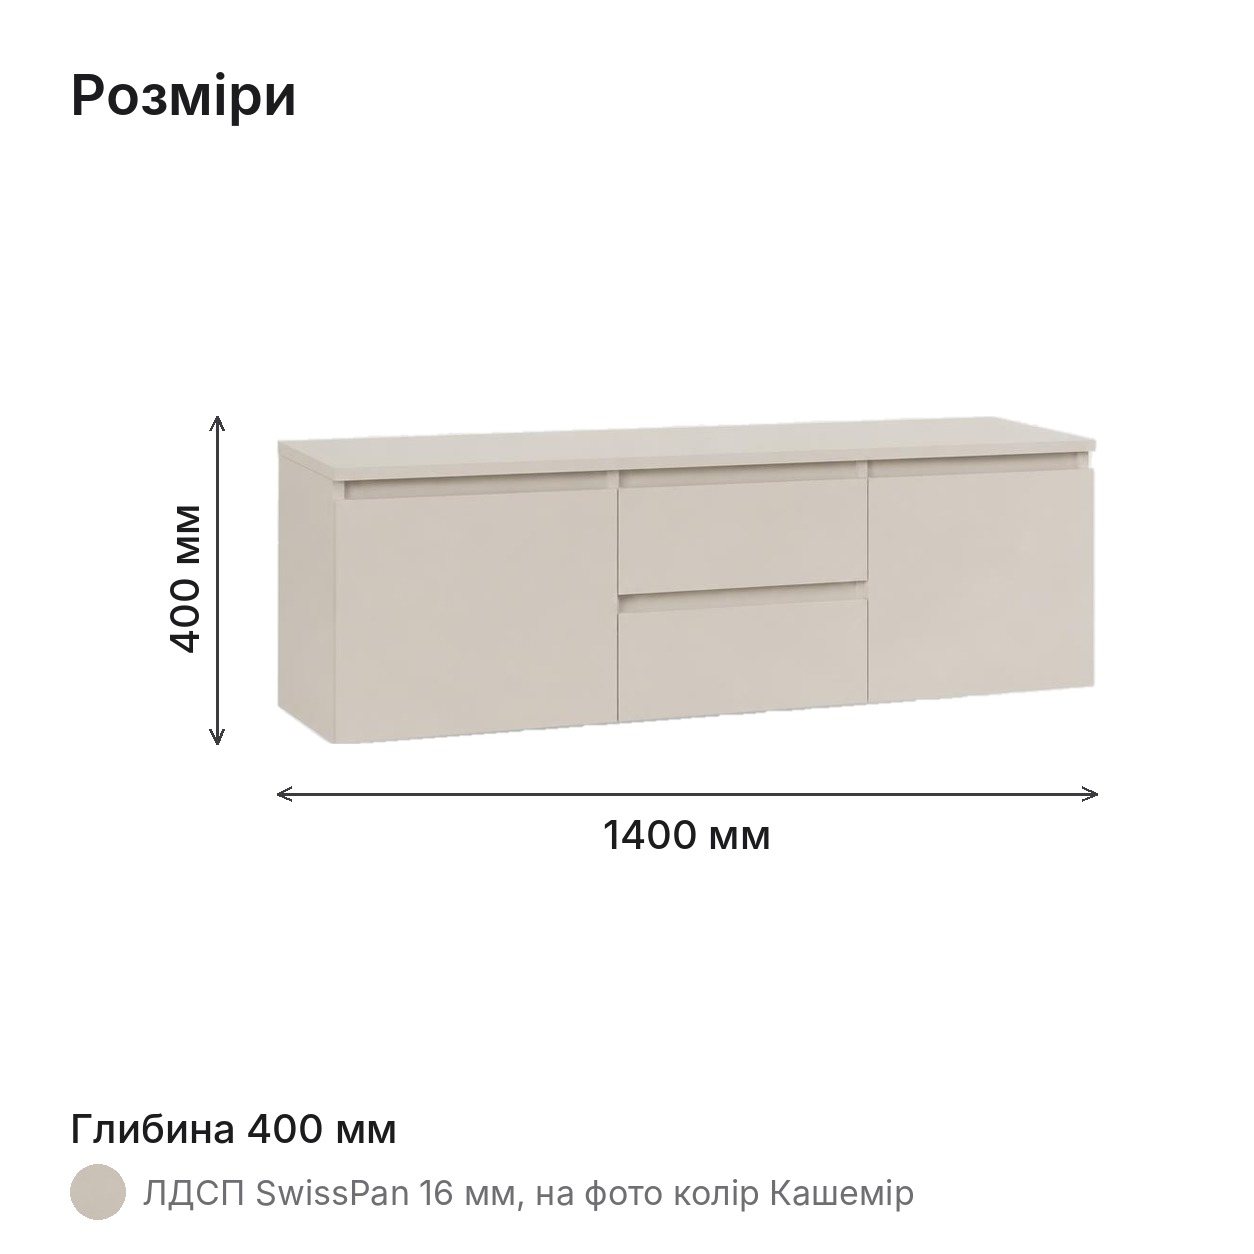 Розміри
400 мм
1400 мм
Глибина 400 мм
ЛДСП SwissPan 16 мм, на фото колір Кашемір